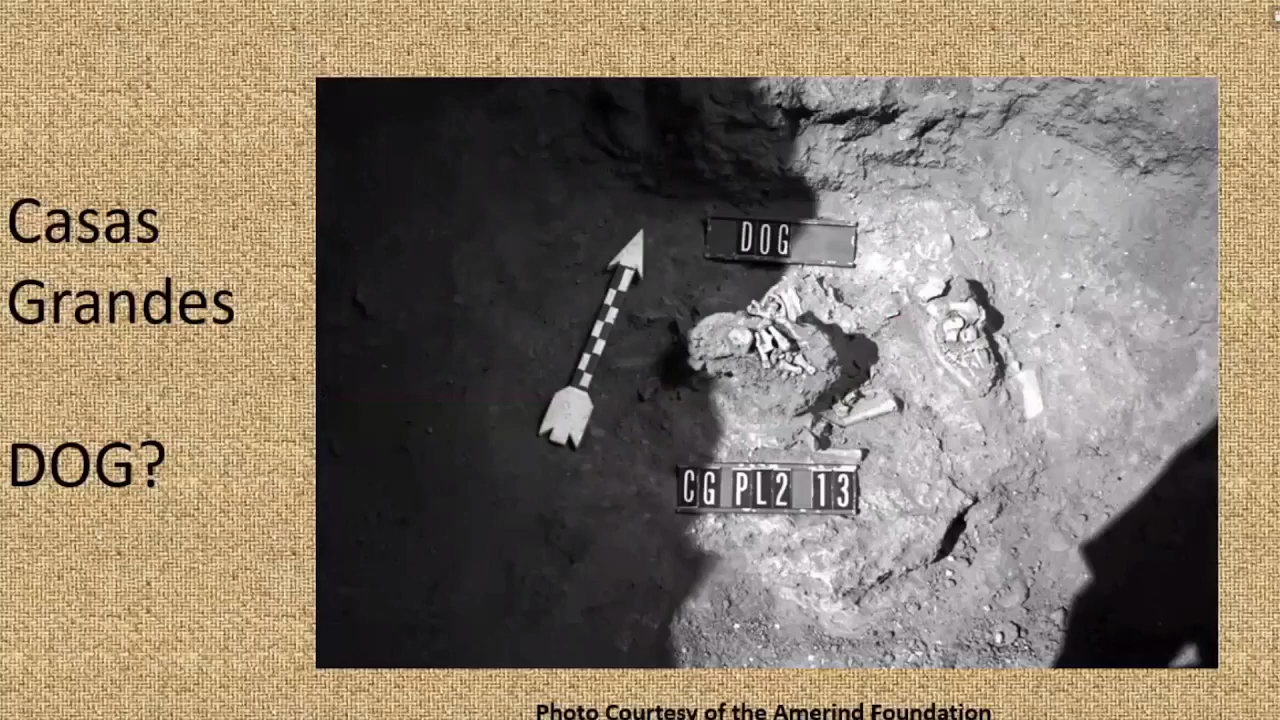 Casas
Grandes
DOG?
DOG
CG PL2 13
Photo Courtesy of the Amerind Foundation